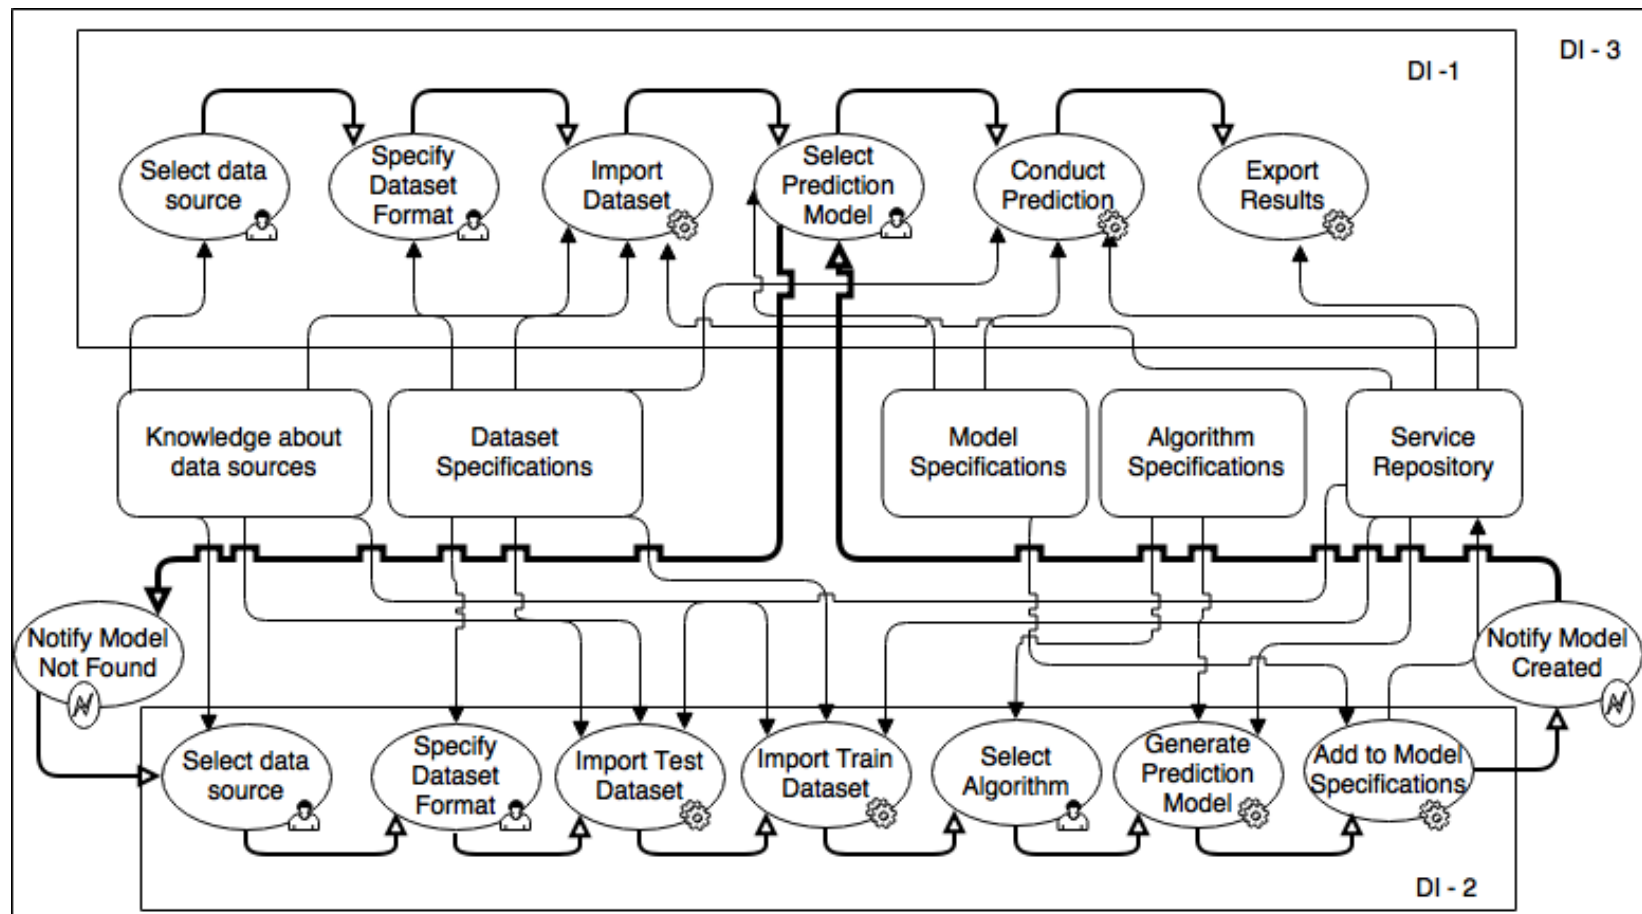 DI - 3
DI -1
Select data
source
Specify
Dataset
Format
Import
Dataset
Select
Prediction
Model
Conduct
Prediction
Export
Results
Knowledge about
data sources
Dataset
Specifications
Model
Specifications
Algorithm
Specifications
Service
Repository
Notify Model
Not Found
Notify Model
Created
Select data
source
Specify
Dataset
Format
Import Test
Dataset
Import Train
Dataset
Select
Algorithm
Generate
Prediction
Model
Add to Model
Specifications
DI - 2